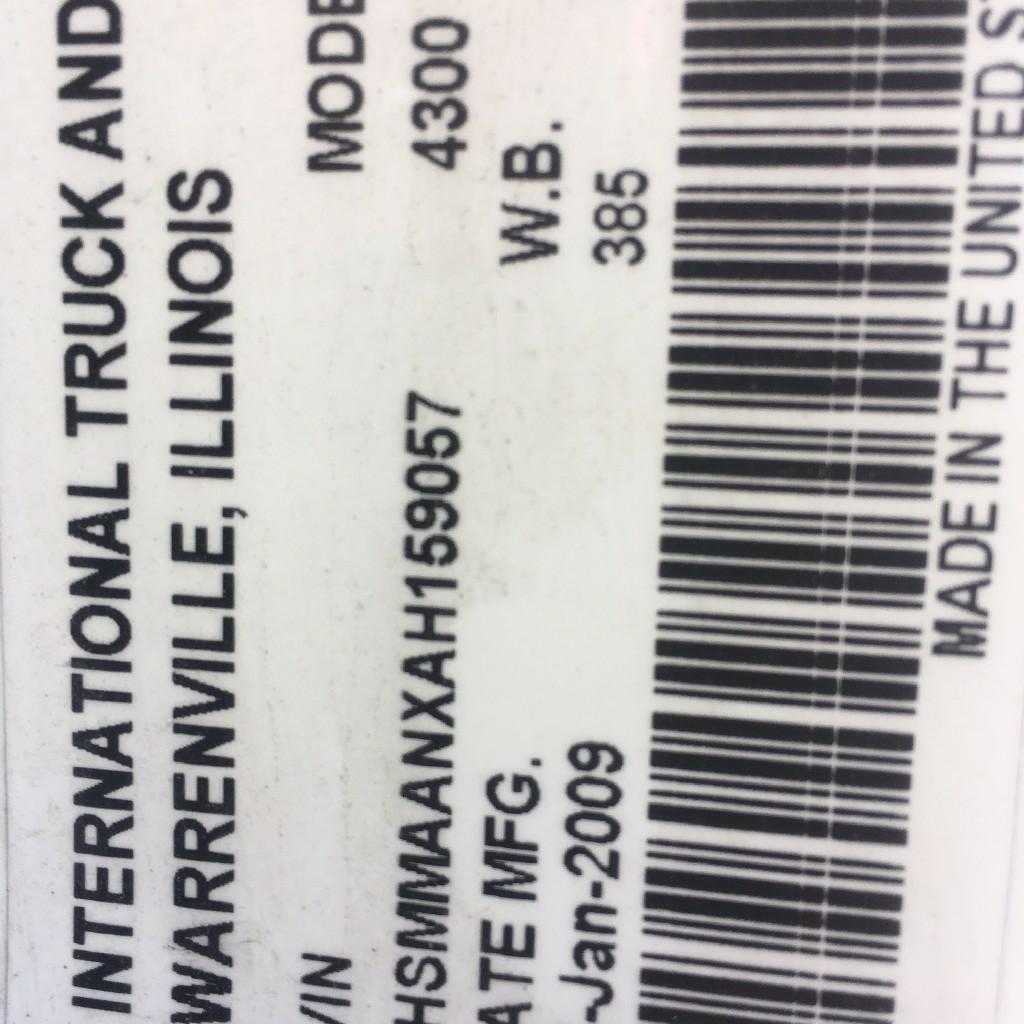 INTERNATIONAL TRUCK AND
WARRENVILLE, ILLINOIS
VIN MODE
HSMMAANXAH159057 4300
ATE MFG. W.B.
-Jan-2009 385
MADE IN THE UNITED S